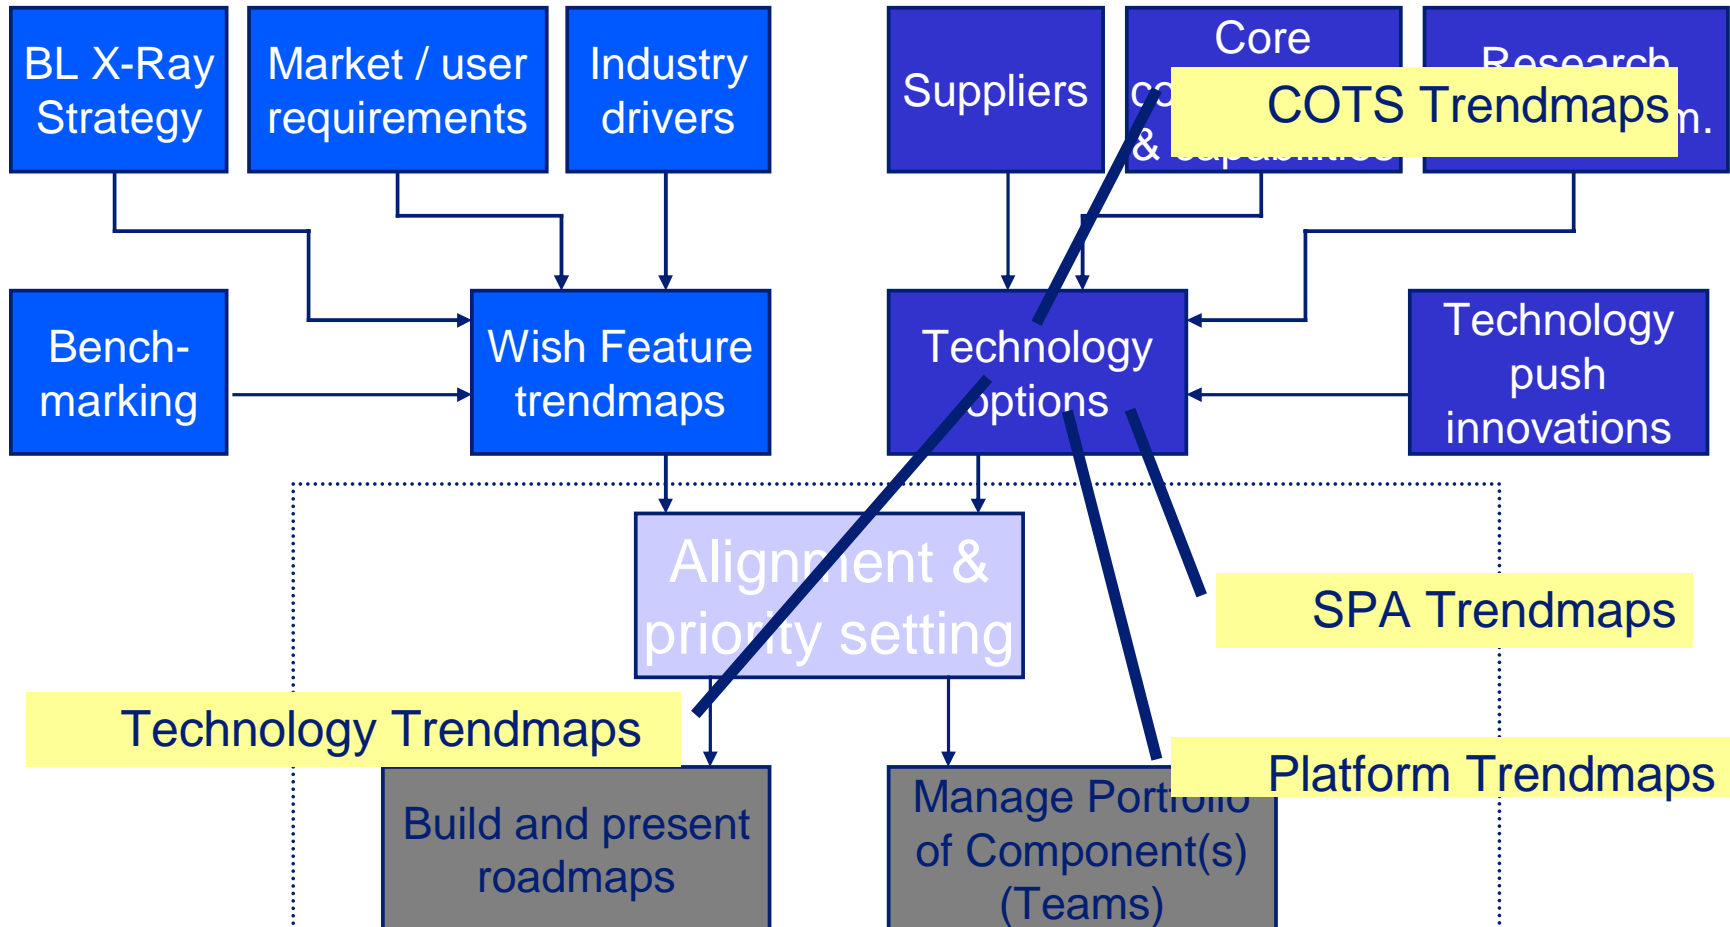 BL X-Ray
Strategy
Market / user
requirements
Industry
drivers
Suppliers
Core
& capabilities
Research
COTS Trendmaps
Bench-
marking
Wish Feature
trendmaps
Technology
options
Technology
push
innovations
Alignment &
priority setting
SPA Trendmaps
Technology Trendmaps
Platform Trendmaps
Build and present
roadmaps
Manage Portfolio
of Component(s)
(Teams)